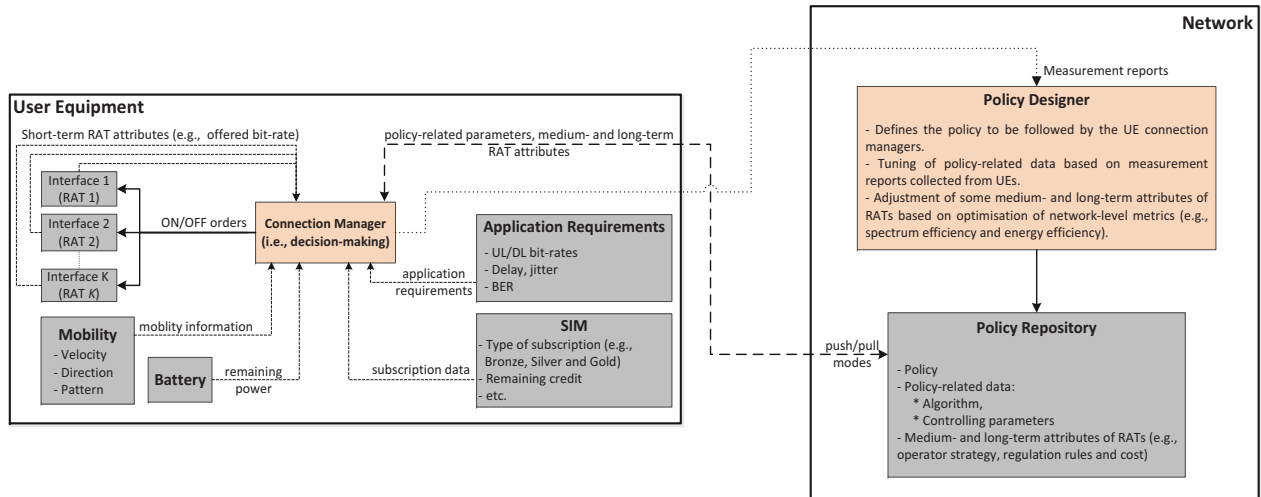 Network
Measurement reports
Policy Designer
- Defines the policy to be followed by the UE connection
managers.
- Tuning of policy-related data based on measurement
reports collected from UEs.
- Adjustment of some medium- and long-term attributes of
RATs based on optimisation of network-level metrics (e.g.,
spectrum efficiency and energy efficiency).
User Equipment
Short-term RAT attributes (e.g., offered bit-rate)
policy-related parameters, medium- and long-term
RAT attributes
Interface 1
(RAT 1)
Interface 2
(RAT 2)
Interface K
(RAT K)
ON/OFF orders
Connection Manager
(i.e., decision-making)
Application Requirements
- UL/DL bit-rates
- Delay, jitter
- BER
application
requirements
Mobility
- Velocity
- Direction
- Pattern
moblity information
Battery
remaining
power
subscription data
SIM
- Type of subscription (e.g.,
Bronze, Silver and Gold)
- Remaining credit
- etc.
push/pull
modes
Policy Repository
- Policy
- Policy-related data:
* Algorithm,
* Controlling parameters
- Medium- and long-term attributes of RATs (e.g.,
operator strategy, regulation rules and cost)